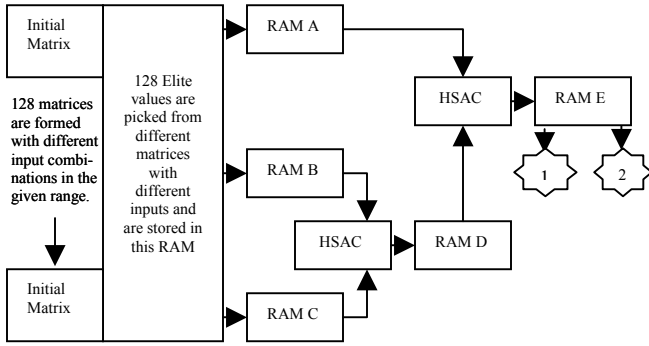 Initial
Matrix
128 matrices
are formed
with different
input combi-
nations in the
given range.
Initial
Matrix
128 Elite
values are
picked from
different
matrices
with
different
inputs and
are stored in
this RAM
RAM A
RAM B
RAM C
HSAC
RAM D
HSAC
RAM E
1
2